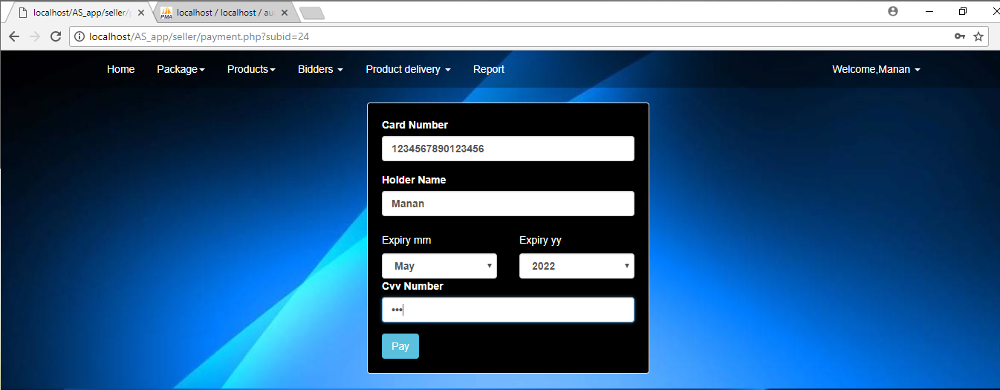 localhost/AS_app/seller/
PMA localhost / localhost / au
localhost/AS_app/seller/payment.php?subid=24
Home Package Products Bidders Product delivery Report Welcome,Manan
Card Number
1234567890123456
Holder Name
Manan
Expiry mm Expiry yy
May 2022
Cvv Number
•••
Pay